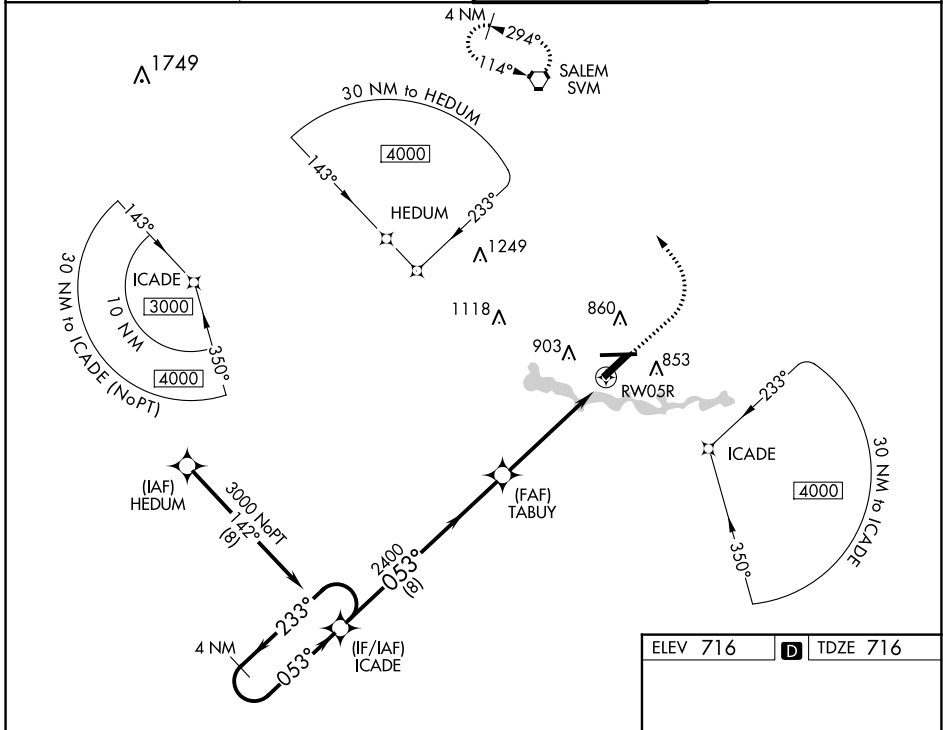 4 NM
294°
114°
SALEM
SVM
1749
30 NM to HEDUM
4000
143°
HEDUM
233°
1249
143°
ICADE
3000
10 NM
350°
4000
30 NM to ICADE (NoPT)
1118
860
903
853
RW05R
233°
ICADE
4000
350°
30 NM to ICADE
(IAF)
HEDUM
3000 NoPT
142°
(8)
(FAF)
TABUY
2400
053°
(8)
233°
4 NM
053°
(IF/IAF)
ICADE
ELEV 716 D TDZE 716